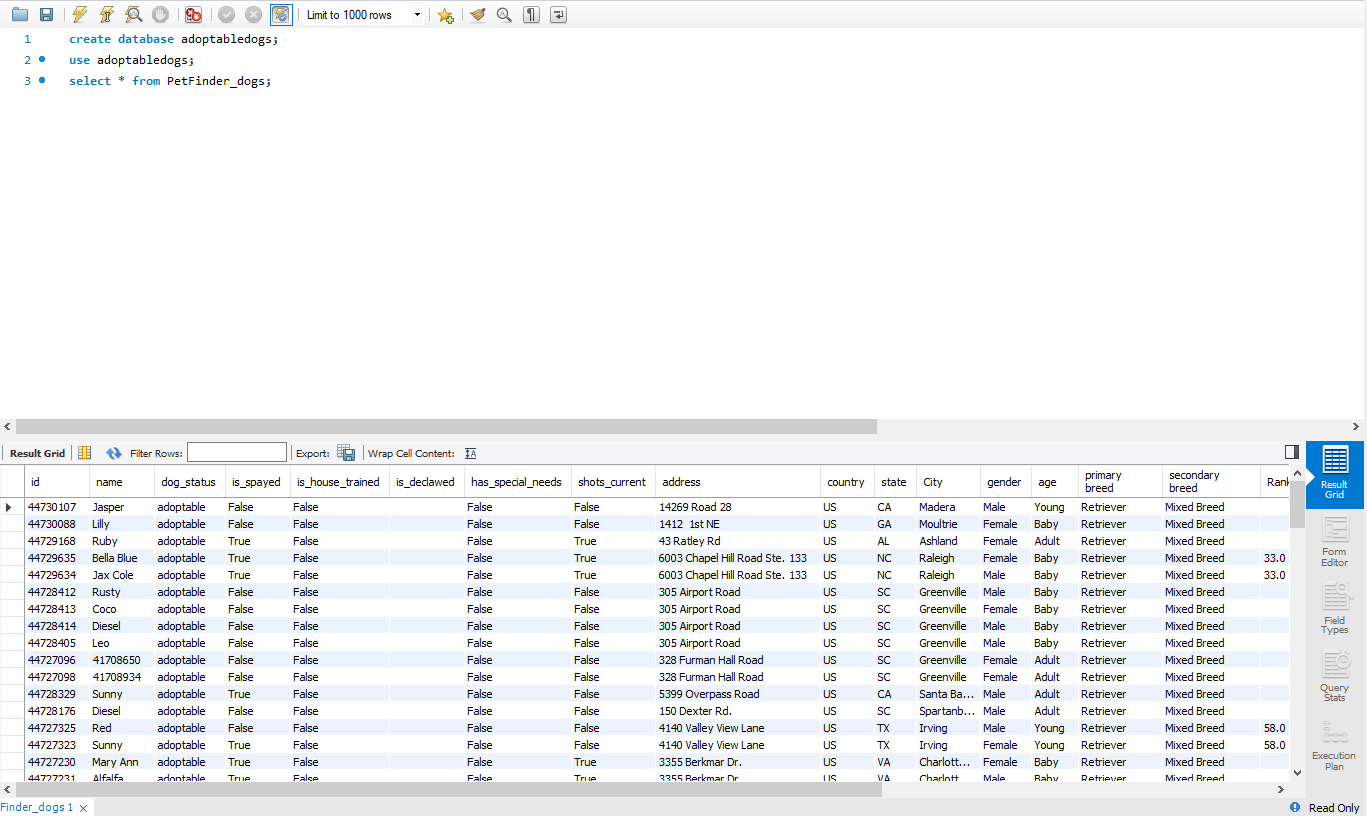 Limit to 1000 rows
1 create database adoptabledogs;
2 use adoptabledogs;
3 select * from PetFinder_dogs;
Result Grid Filter Rows: Export: Wrap Cell Content:
id name dog_status is_spayed is_house_trained is_declawed has_special_needs shots_current address country state City gender age primary breed secondary breed Rank
44730107 Jasper adoptable False False False False 14269 Road 28 US CA Madera Male Young Retriever Mixed Breed
44730088 Lilly adoptable False False False False 1412 1st NE US GA Moultrie Female Baby Retriever Mixed Breed
44729168 Ruby adoptable True False False True 43 Ratley Rd US AL Ashland Female Adult Retriever Mixed Breed
44729635 Bella Blue adoptable True False False True 6003 Chapel Hill Road Ste. 133 US NC Raleigh Female Baby Retriever Mixed Breed 33.0
44729634 Jax Cole adoptable True False False True 6003 Chapel Hill Road Ste. 133 US NC Raleigh Male Baby Retriever Mixed Breed 33.0
44728412 Rusty adoptable False False False False 305 Airport Road US SC Greenville Male Baby Retriever Mixed Breed
44728413 Coco adoptable False False False False 305 Airport Road US SC Greenville Female Baby Retriever Mixed Breed
44728414 Diesel adoptable False False False False 305 Airport Road US SC Greenville Male Baby Retriever Mixed Breed
44728405 Leo adoptable False False False False 305 Airport Road US SC Greenville Male Baby Retriever Mixed Breed
44727096 41708650 adoptable False False False False 328 Furman Hall Road US SC Greenville Female Adult Retriever Mixed Breed
44727098 41708934 adoptable False False False False 328 Furman Hall Road US SC Greenville Female Adult Retriever Mixed Breed
44728329 Sunny adoptable True False False False 5399 Overpass Road US CA Santa Ba... Male Adult Retriever Mixed Breed
44728176 Diesel adoptable False False False False 150 Dexter Rd. US SC Spartanb... Male Adult Retriever Mixed Breed
44727325 Red adoptable False False False False 4140 Valley View Lane US TX Irving Male Young Retriever Mixed Breed 58.0
44727323 Sunny adoptable True False False False 4140 Valley View Lane US TX Irving Female Young Retriever Mixed Breed 58.0
44727230 Mary Ann adoptable True False False True 3355 Berkmar Dr. US VA Charlott... Female Adult Retriever Mixed Breed
44727231 Alfalfa adoptable True False False True 3355 Berkmar Dr. US VA Charlott... Male Baby Retriever Mixed Breed
Result Grid
Form Editor
Field Types
Query Stats
Execution Plan
Finder_dogs 1
Read Only